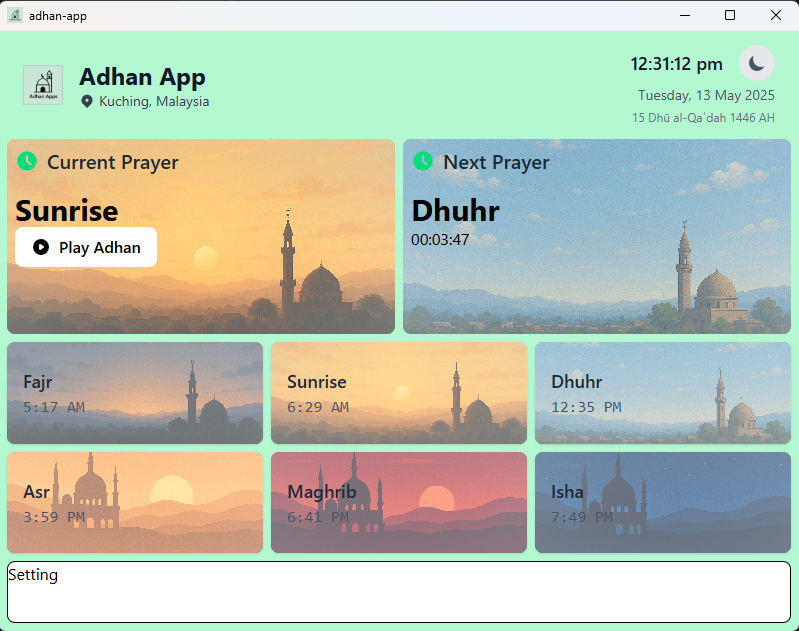 adhan-app
Adhan Apps
Adhan App
Kuching, Malaysia
12:31:12 pm
Tuesday, 13 May 2025
15 Dhū al-Qaʿdah 1446 AH
Current Prayer
Sunrise
Play Adhan
Next Prayer
Dhuhr
00:03:47
Fajr
5:17 AM
Sunrise
6:29 AM
Dhuhr
12:35 PM
Asr
3:59 PM
Maghrib
6:41 PM
Isha
7:49 PM
Setting